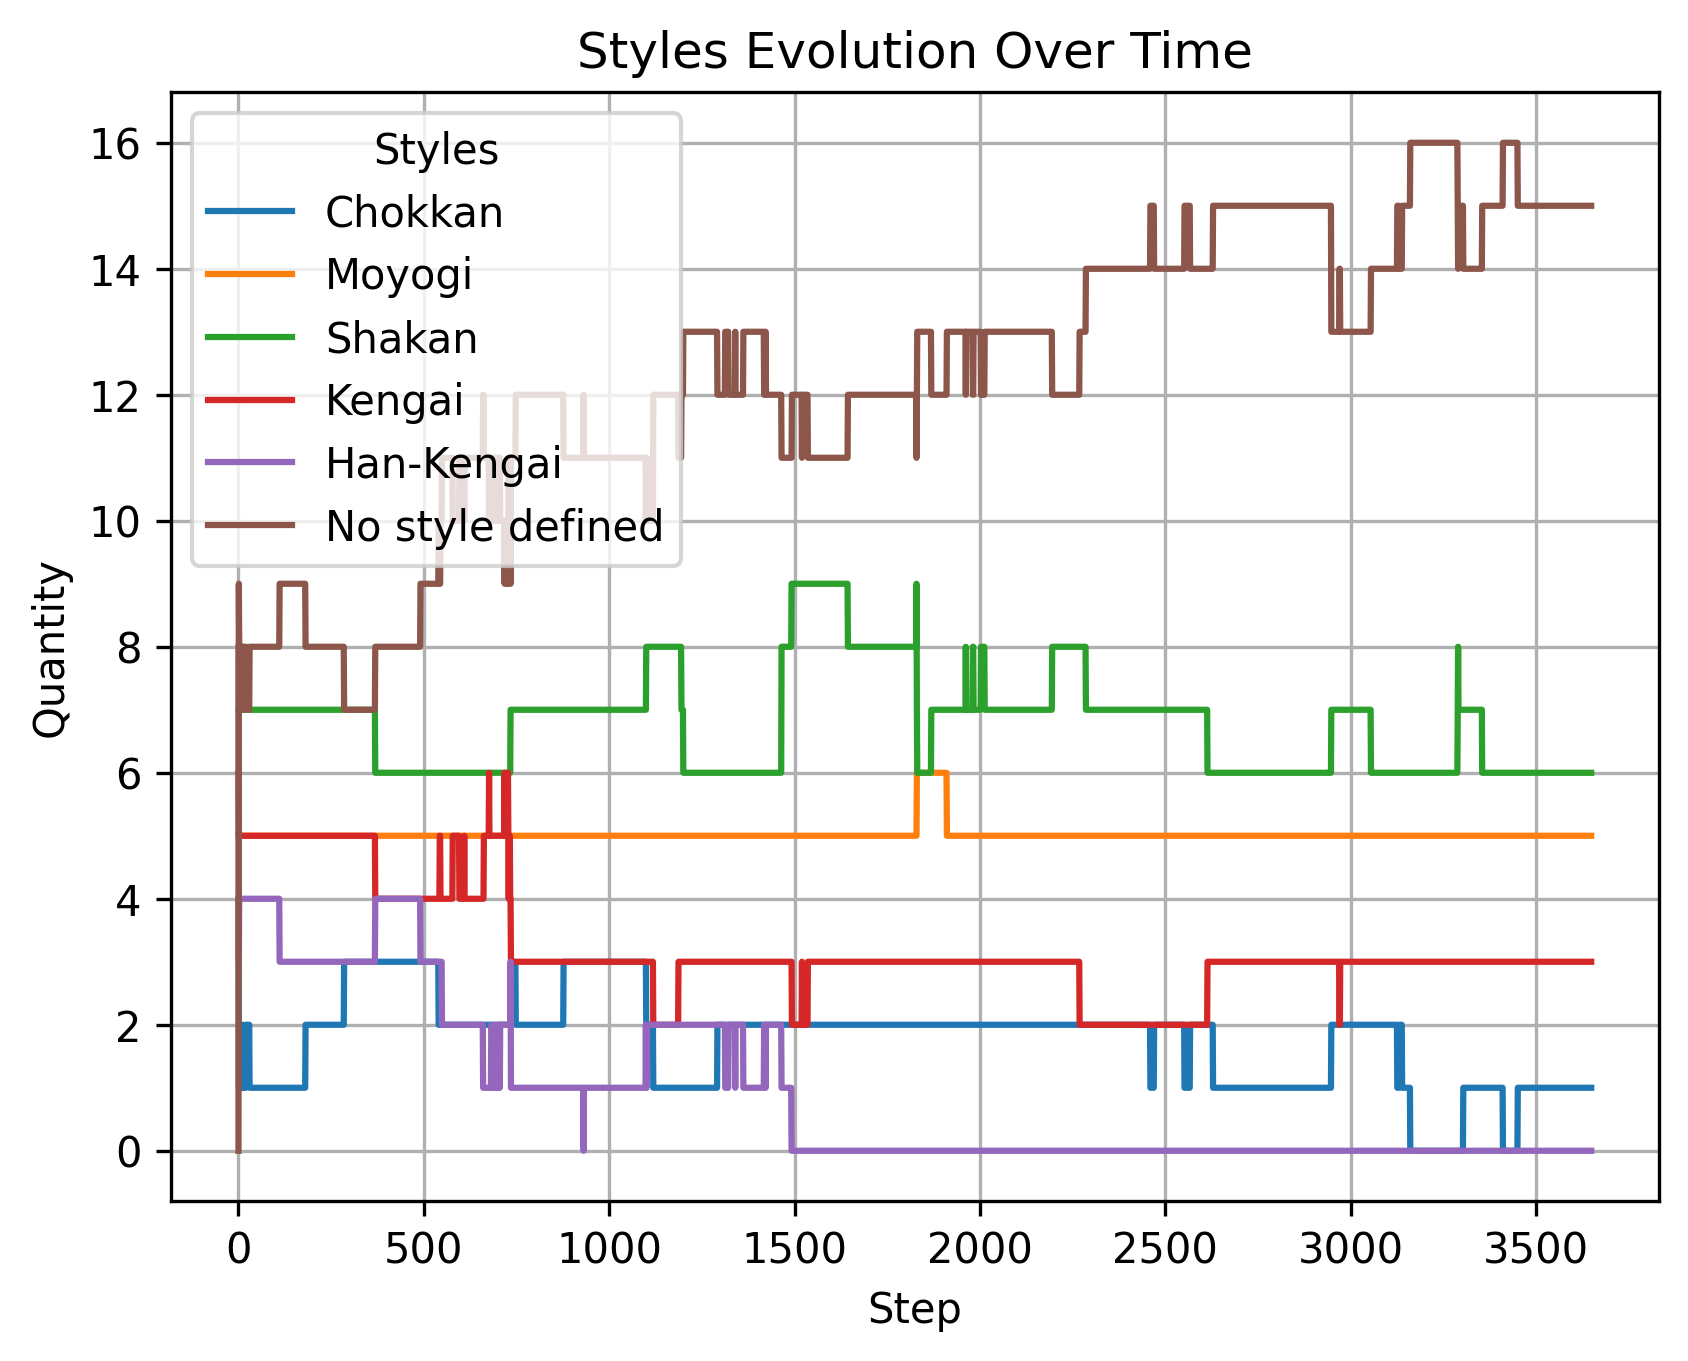 Styles Evolution Over Time
Styles
Chokkan
Moyogi
Shakan
Kengai
Han-Kengai
No style defined
Quantity
16
14
12
10
8
6
4
2
0
0 500 1000 1500 2000 2500 3000 3500
Step